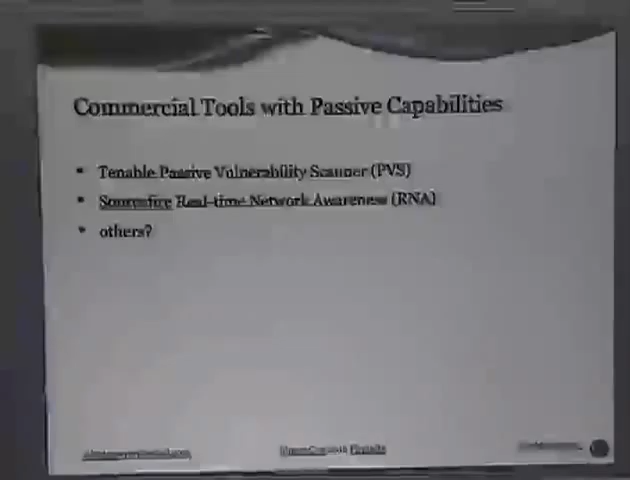 Commercial Tools with Passive Capabilities
▪ Tenable Passive Vulnerability Scanner (PVS)
▪ Sourcefire Real-time Network Awareness (RNA)
▪ others?